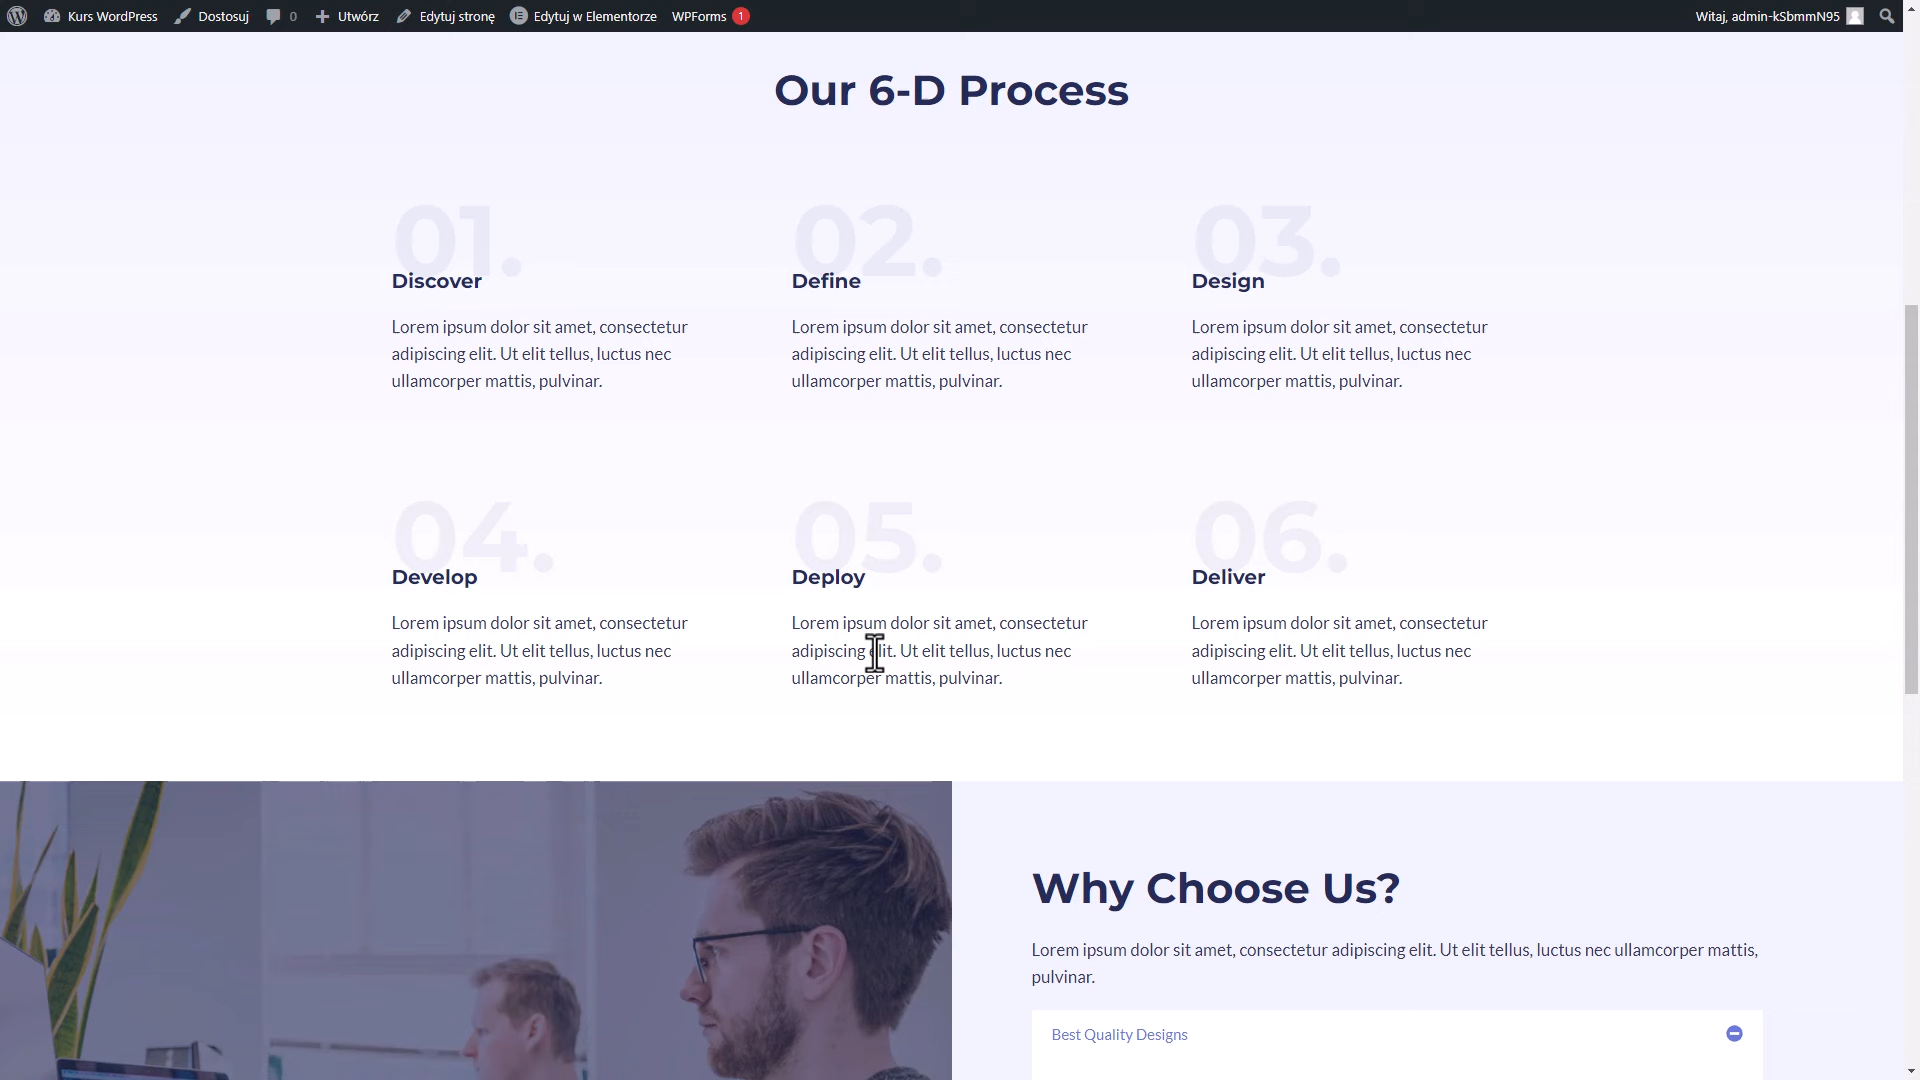 Kurs WordPress Dostosuj 0 Utwórz Edytuj stronę Edytuj w Elementorze WPForms 1 Witaj, admin-kSbmmN95
Our 6-D Process
01. 02. 03.
Discover Define Design
Lorem ipsum dolor sit amet, consectetur Lorem ipsum dolor sit amet, consectetur Lorem ipsum dolor sit amet, consectetur
adipiscing elit. Ut elit tellus, luctus nec adipiscing elit. Ut elit tellus, luctus nec adipiscing elit. Ut elit tellus, luctus nec
ullamcorper mattis, pulvinar. ullamcorper mattis, pulvinar. ullamcorper mattis, pulvinar.
04. 05. 06.
Develop Deploy Deliver
Lorem ipsum dolor sit amet, consectetur Lorem ipsum dolor sit amet, consectetur Lorem ipsum dolor sit amet, consectetur
adipiscing elit. Ut elit tellus, luctus nec adipiscing elit. Ut elit tellus, luctus nec adipiscing elit. Ut elit tellus, luctus nec
ullamcorper mattis, pulvinar. ullamcorper mattis, pulvinar. ullamcorper mattis, pulvinar.
Why Choose Us?
Lorem ipsum dolor sit amet, consectetur adipiscing elit. Ut elit tellus, luctus nec ullamcorper mattis,
pulvinar.
Best Quality Designs